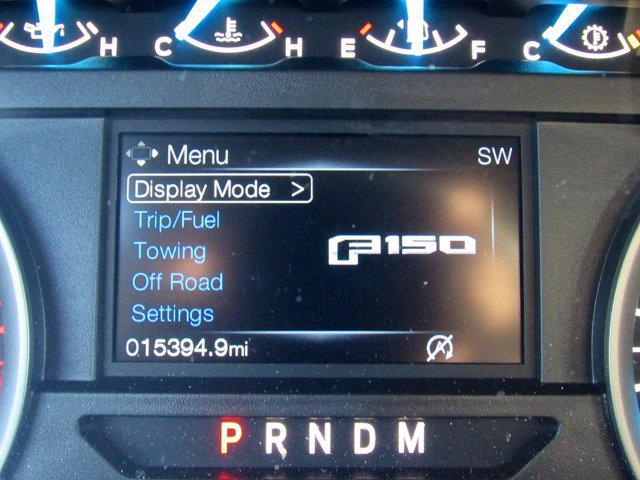 H C H E F C
Menu SW
Display Mode >
Trip/Fuel
Towing
F150
Off Road
Settings
015394.9mi
P R N D M